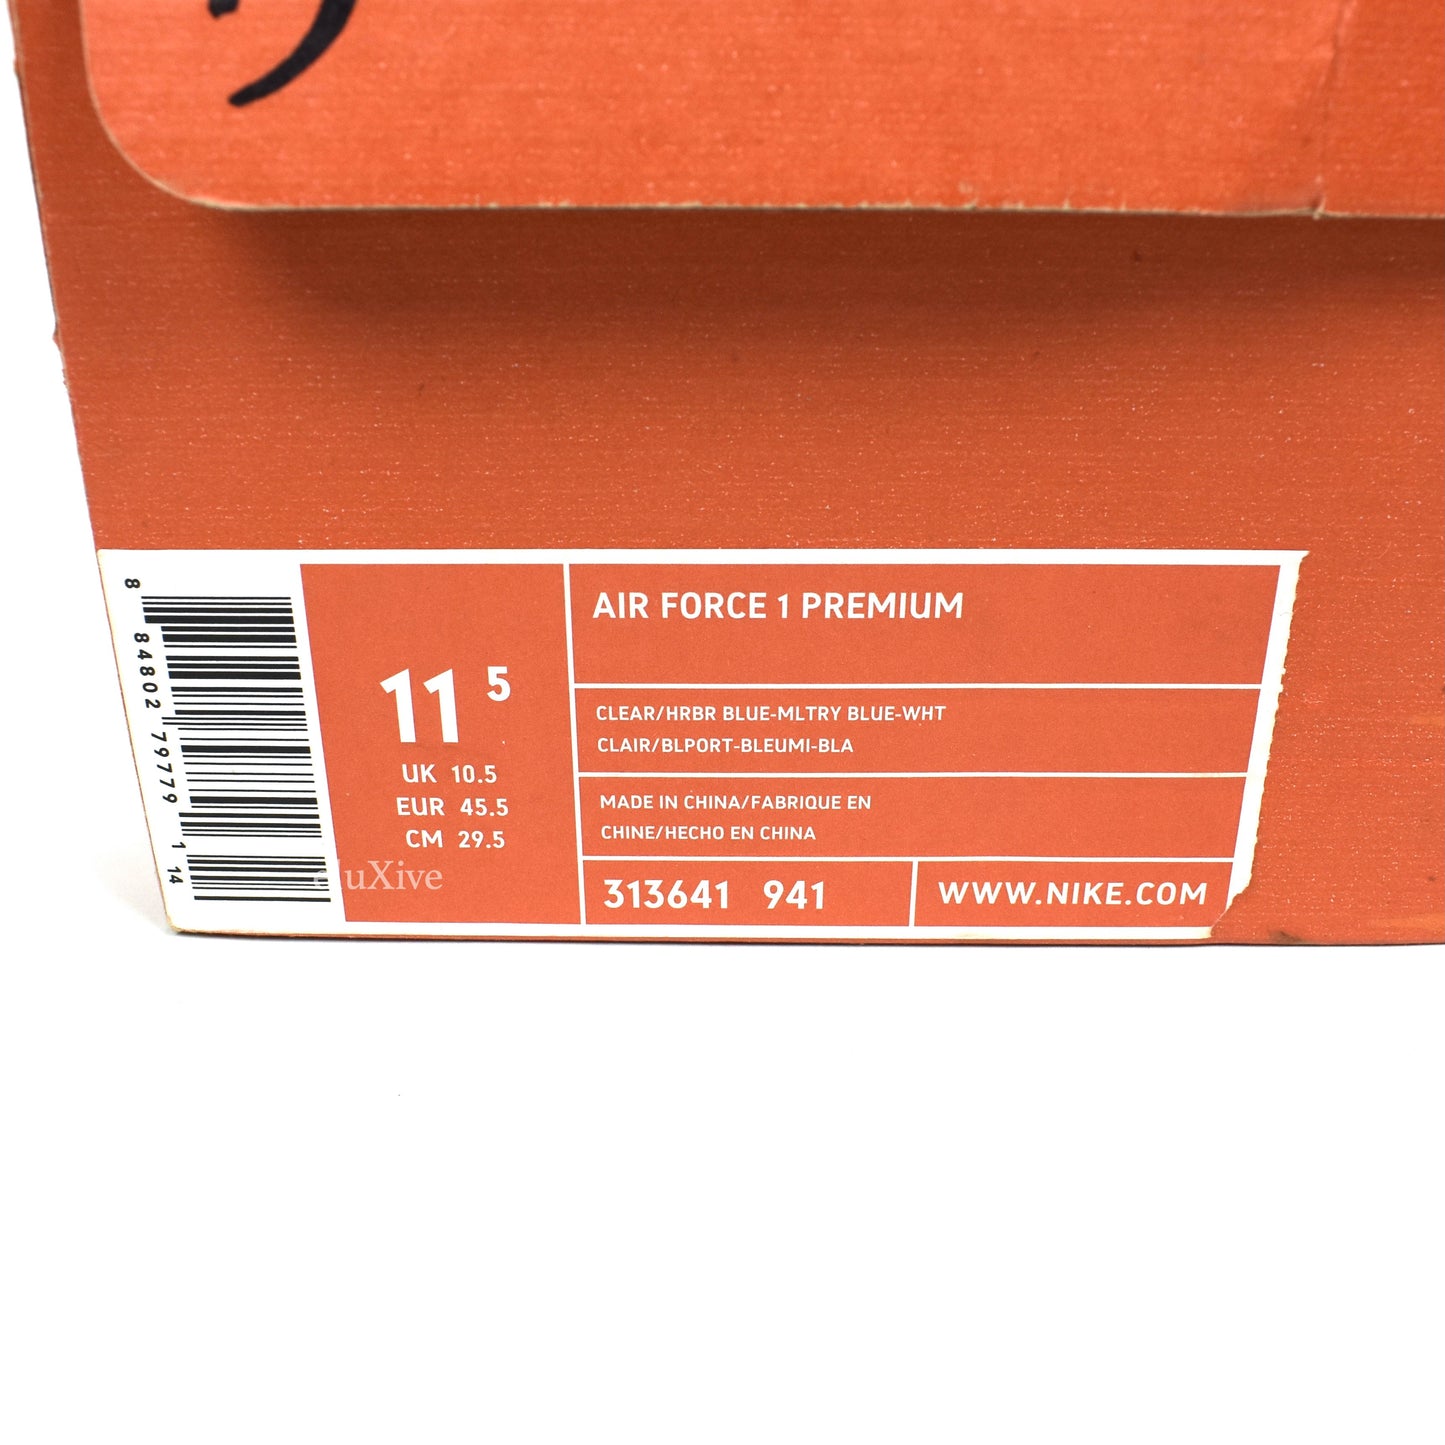 8 84802 79779 1 14
11 5
UK 10.5
EUR 45.5
CM 29.5
AIR FORCE 1 PREMIUM
CLEAR/HRBR BLUE-MLTRY BLUE-WHT
CLAIR/BLPORT-BLEUMI-BLA
MADE IN CHINA/FABRIQUE EN
CHINE/HECHO EN CHINA
313641 941
WWW.NIKE.COM
eluXive